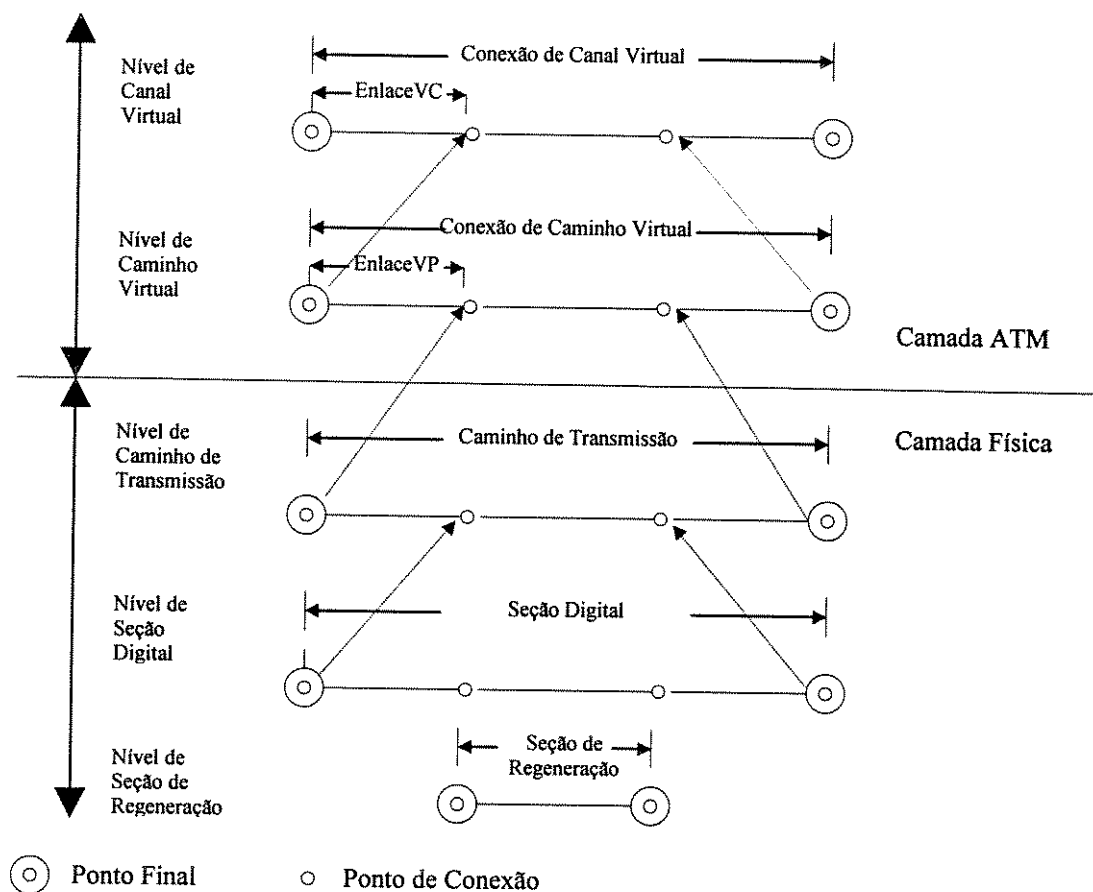 Nível de
Canal
Virtual
Conexão de Canal Virtual
EnlaceVC
Nível de
Caminho
Virtual
Conexão de Caminho Virtual
EnlaceVP
Camada ATM
Nível de
Caminho de
Transmissão
Caminho de Transmissão
Camada Física
Nível de
Seção
Digital
Seção Digital
Nível de
Seção de
Regeneração
Seção de
Regeneração
Ponto Final
Ponto de Conexão